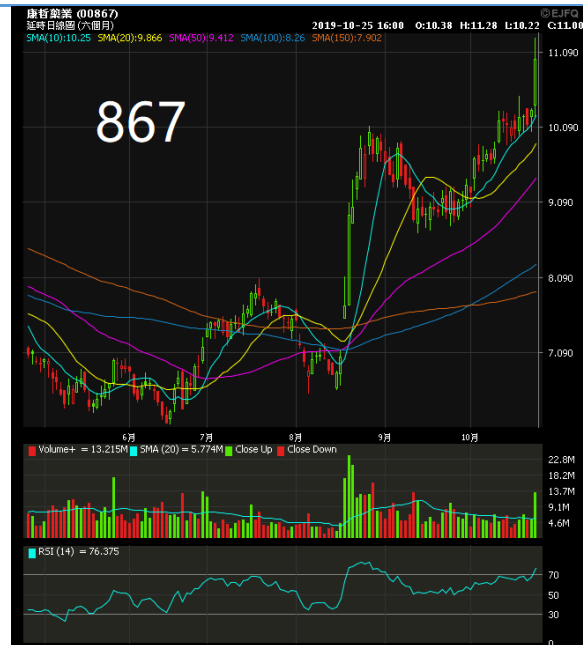 康哲藥業 (00867) ©EJFQ
延時日線圖 (六個月) 2019-10-25 16:00 O:10.38 H:11.28 L:10.22 C:11.00
SMA(10):10.25 SMA(20):9.866 SMA(50):9.412 SMA(100):8.26 SMA(150):7.902
867
11.090
10.090
9.090
8.090
7.090
6月 7月 8月 9月 10月
Volume+ = 13.215M SMA (20) = 5.774M Close Up Close Down
22.8M
18.2M
13.7M
9.1M
4.6M
RSI (14) = 76.375
70
50
30
0